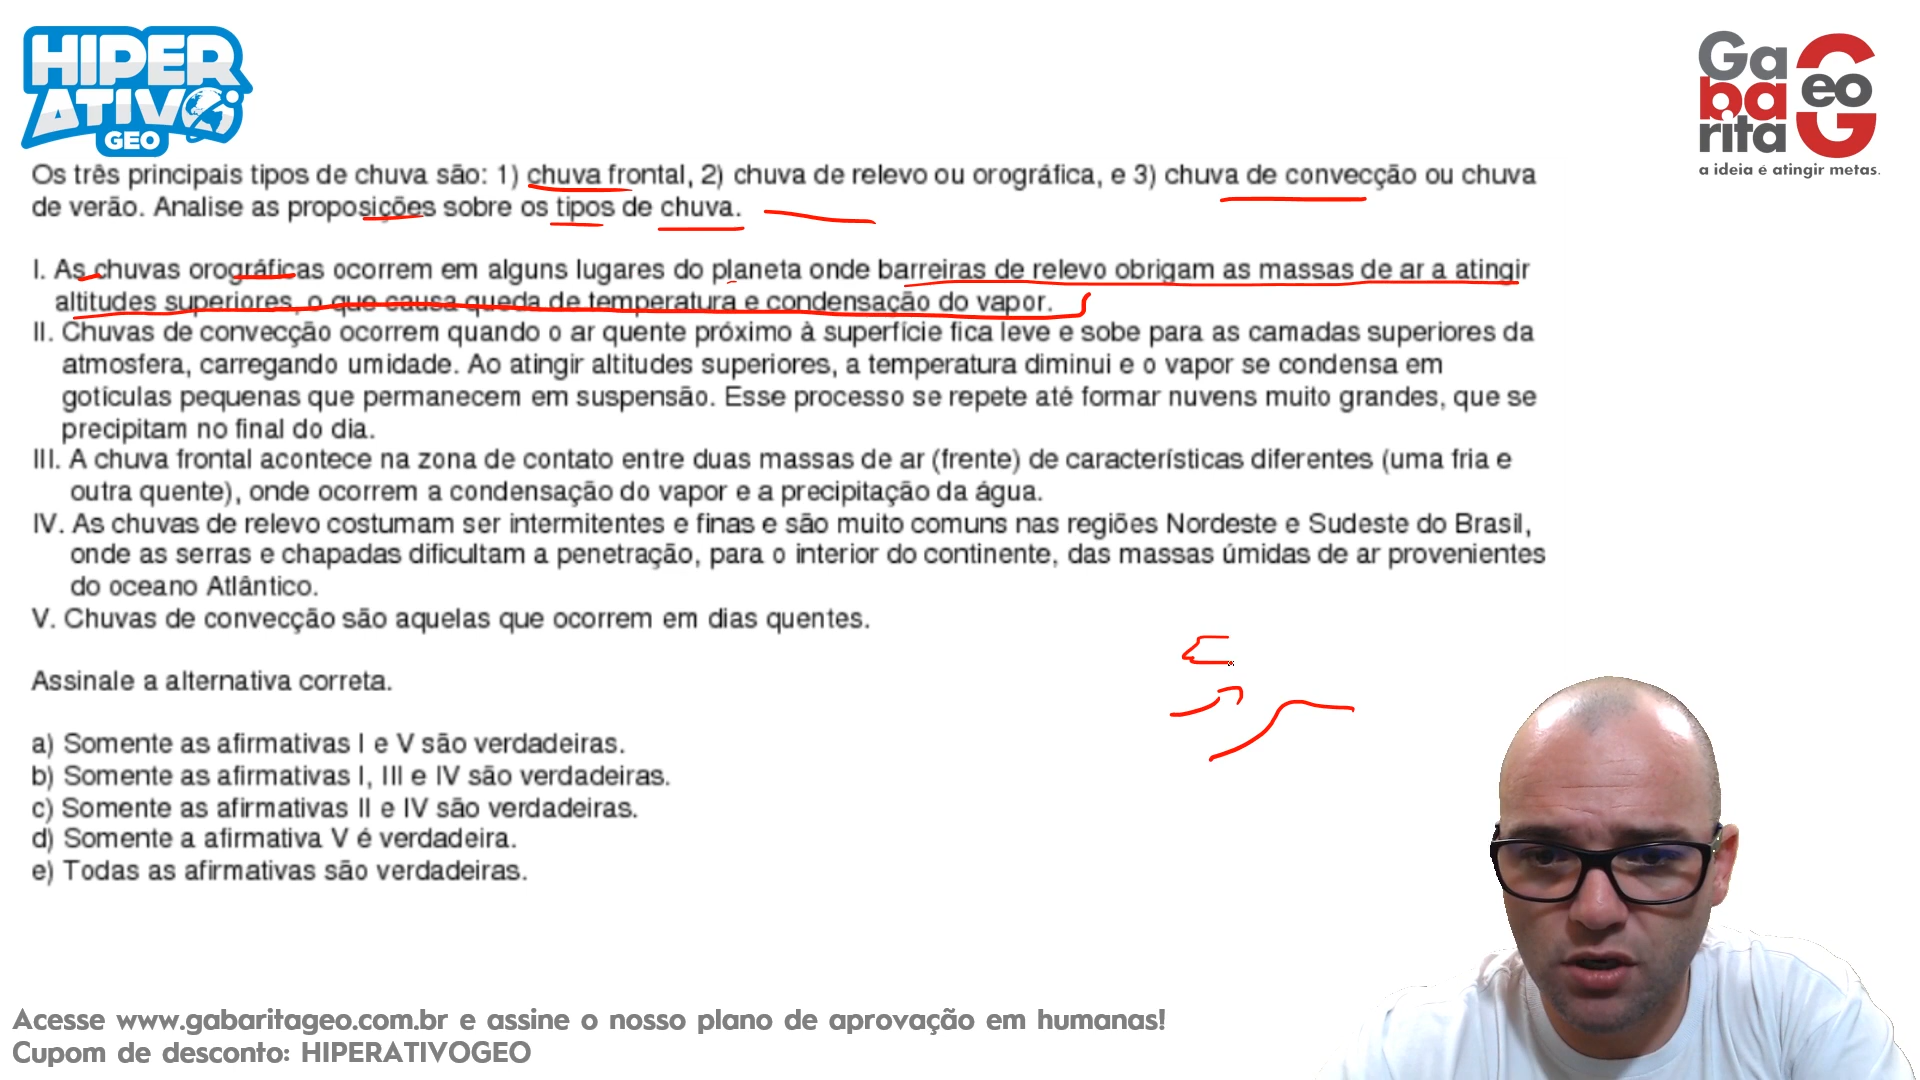 HIPER
ATIVO
GEO
Ga
ba
rita
Geo
a ideia é atingir metas.
Os três principais tipos de chuva são: 1) chuva frontal, 2) chuva de relevo ou orográfica, e 3) chuva de convecção ou chuva
de verão. Analise as proposições sobre os tipos de chuva.
I. As chuvas orográficas ocorrem em alguns lugares do planeta onde barreiras de relevo obrigam as massas de ar a atingir
altitudes superiores, o que causa queda de temperatura e condensação do vapor.
II. Chuvas de convecção ocorrem quando o ar quente próximo à superfície fica leve e sobe para as camadas superiores da
atmosfera, carregando umidade. Ao atingir altitudes superiores, a temperatura diminui e o vapor se condensa em
gotículas pequenas que permanecem em suspensão. Esse processo se repete até formar nuvens muito grandes, que se
precipitam no final do dia.
III. A chuva frontal acontece na zona de contato entre duas massas de ar (frente) de características diferentes (uma fria e
outra quente), onde ocorrem a condensação do vapor e a precipitação da água.
IV. As chuvas de relevo costumam ser intermitentes e finas e são muito comuns nas regiões Nordeste e Sudeste do Brasil,
onde as serras e chapadas dificultam a penetração, para o interior do continente, das massas úmidas de ar provenientes
do oceano Atlântico.
V. Chuvas de convecção são aquelas que ocorrem em dias quentes.
Assinale a alternativa correta.
a) Somente as afirmativas I e V são verdadeiras.
b) Somente as afirmativas I, III e IV são verdadeiras.
c) Somente as afirmativas II e IV são verdadeiras.
d) Somente a afirmativa V é verdadeira.
e) Todas as afirmativas são verdadeiras.
Acesse www.gabaritageo.com.br e assine o nosso plano de aprovação em humanas!
Cupom de desconto: HIPERATIVOGEO